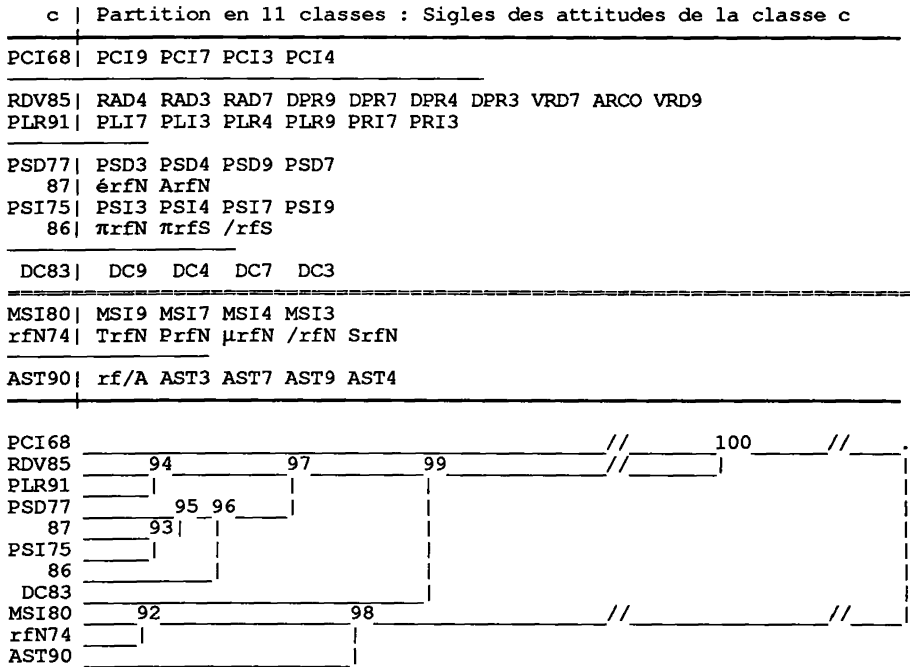 c | Partition en 11 classes : Sigles des attitudes de la classe c
PCI68| PCI9 PCI7 PCI3 PCI4
RDV85| RAD4 RAD3 RAD7 DPR9 DPR7 DPR4 DPR3 VRD7 ARCO VRD9
PLR91| PLI7 PLI3 PLR4 PLR9 PRI7 PRI3
PSD77| PSD3 PSD4 PSD9 PSD7
87| érfN ArfN
PSI75| PSI3 PSI4 PSI7 PSI9
86| πrfN πrfS /rfS
DC83| DC9 DC4 DC7 DC3
MSI80| MSI9 MSI7 MSI4 MSI3
rfN74| TrfN PrfN µrfN /rfN SrfN
AST90| rf/A AST3 AST7 AST9 AST4
PCI68 // 100 // .
RDV85 94 97 99 //
PLR91
PSD77 95 96
87 93
PSI75
86
DC83
MSI80 92 98 // //
rfN74
AST90